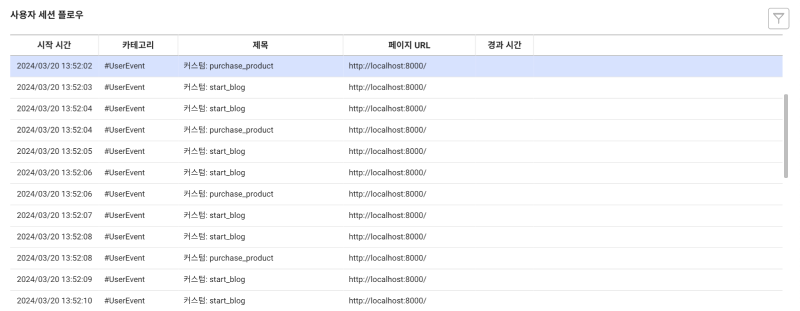 사용자 세션 플로우
시작 시간 카테고리 제목 페이지 URL 경과 시간
2024/03/20 13:52:02 #UserEvent 커스텀: purchase_product http://localhost:8000/
2024/03/20 13:52:03 #UserEvent 커스텀: start_blog http://localhost:8000/
2024/03/20 13:52:04 #UserEvent 커스텀: start_blog http://localhost:8000/
2024/03/20 13:52:04 #UserEvent 커스텀: purchase_product http://localhost:8000/
2024/03/20 13:52:05 #UserEvent 커스텀: start_blog http://localhost:8000/
2024/03/20 13:52:06 #UserEvent 커스텀: start_blog http://localhost:8000/
2024/03/20 13:52:06 #UserEvent 커스텀: purchase_product http://localhost:8000/
2024/03/20 13:52:07 #UserEvent 커스텀: start_blog http://localhost:8000/
2024/03/20 13:52:08 #UserEvent 커스텀: start_blog http://localhost:8000/
2024/03/20 13:52:08 #UserEvent 커스텀: purchase_product http://localhost:8000/
2024/03/20 13:52:09 #UserEvent 커스텀: start_blog http://localhost:8000/
2024/03/20 13:52:10 #UserEvent 커스텀: start_blog http://localhost:8000/